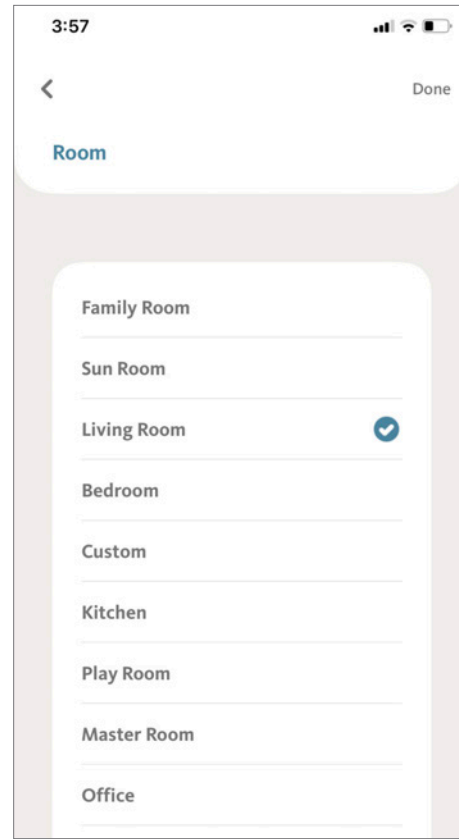 3:57
Done
Room
Family Room
Sun Room
Living Room
Bedroom
Custom
Kitchen
Play Room
Master Room
Office